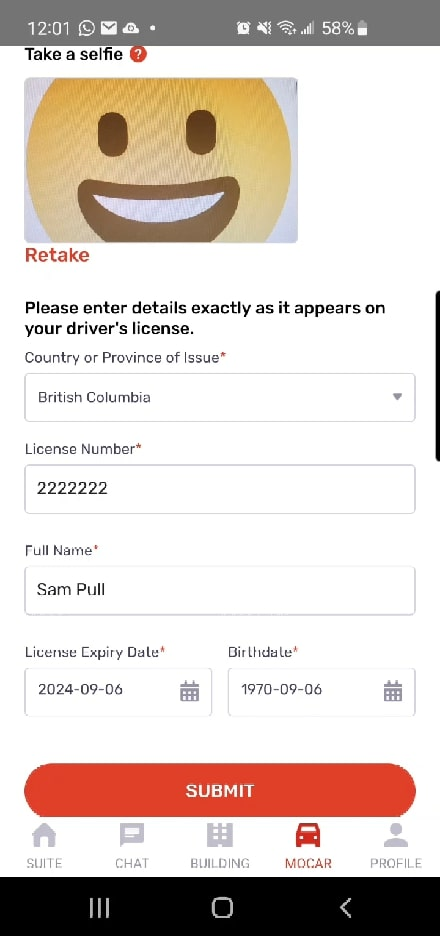 12:01 58%
Take a selfie ?
Retake
Please enter details exactly as it appears on
your driver's license.
Country or Province of Issue*
British Columbia
License Number*
2222222
Full Name*
Sam Pull
License Expiry Date* Birthdate*
2024-09-06 1970-09-06
SUBMIT
SUITE CHAT BUILDING MOCAR PROFILE